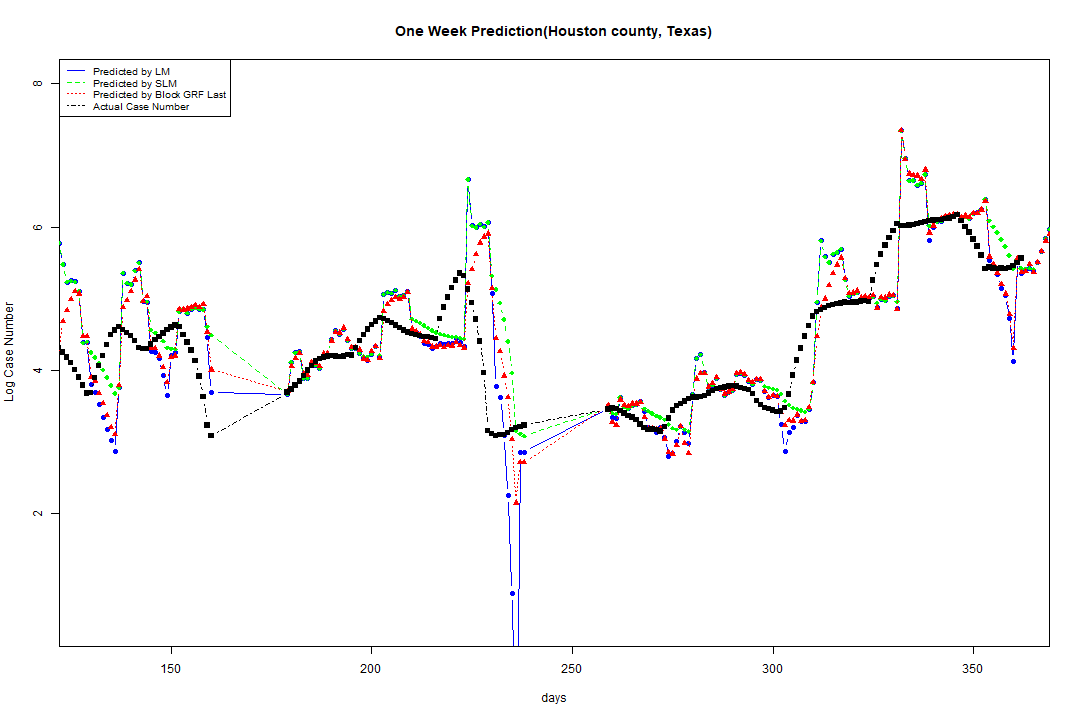 One Week Prediction(Houston county, Texas)
Predicted by LM
Predicted by SLM
Predicted by Block GRF Last
Actual Case Number
8
6
4
2
Log Case Number
150 200 250 300 350
days